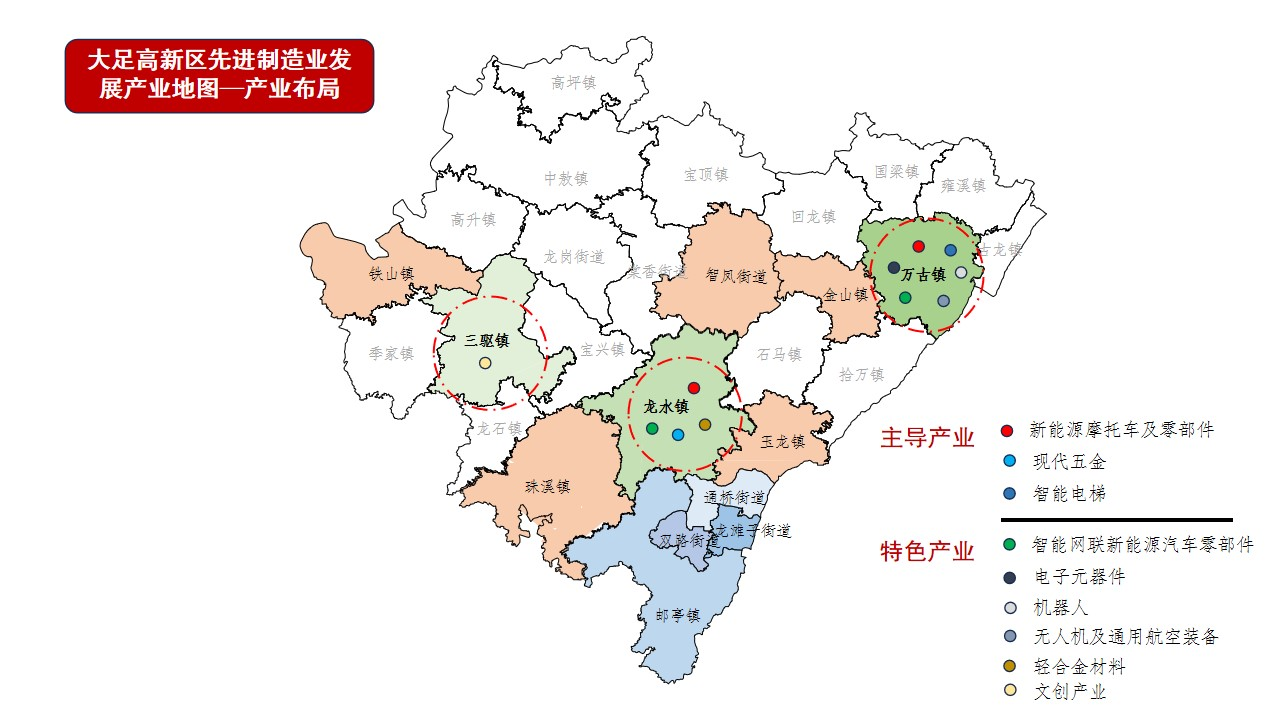 大足高新区先进制造业发
展产业地图—产业布局
高坪镇
中敖镇
宝顶镇
国梁镇
雍溪镇
高升镇
回龙镇
龙岗街道
棠香街道
智凤街道
古龙镇
万古镇
铁山镇
金山镇
三驱镇
季家镇
宝兴镇
石马镇
拾万镇
龙水镇
龙石镇
玉龙镇
珠溪镇
通桥街道
双路街道
龙滩子街道
邮亭镇
主导产业
新能源摩托车及零部件
现代五金
智能电梯
特色产业
智能网联新能源汽车零部件
电子元器件
机器人
无人机及通用航空装备
轻合金材料
文创产业